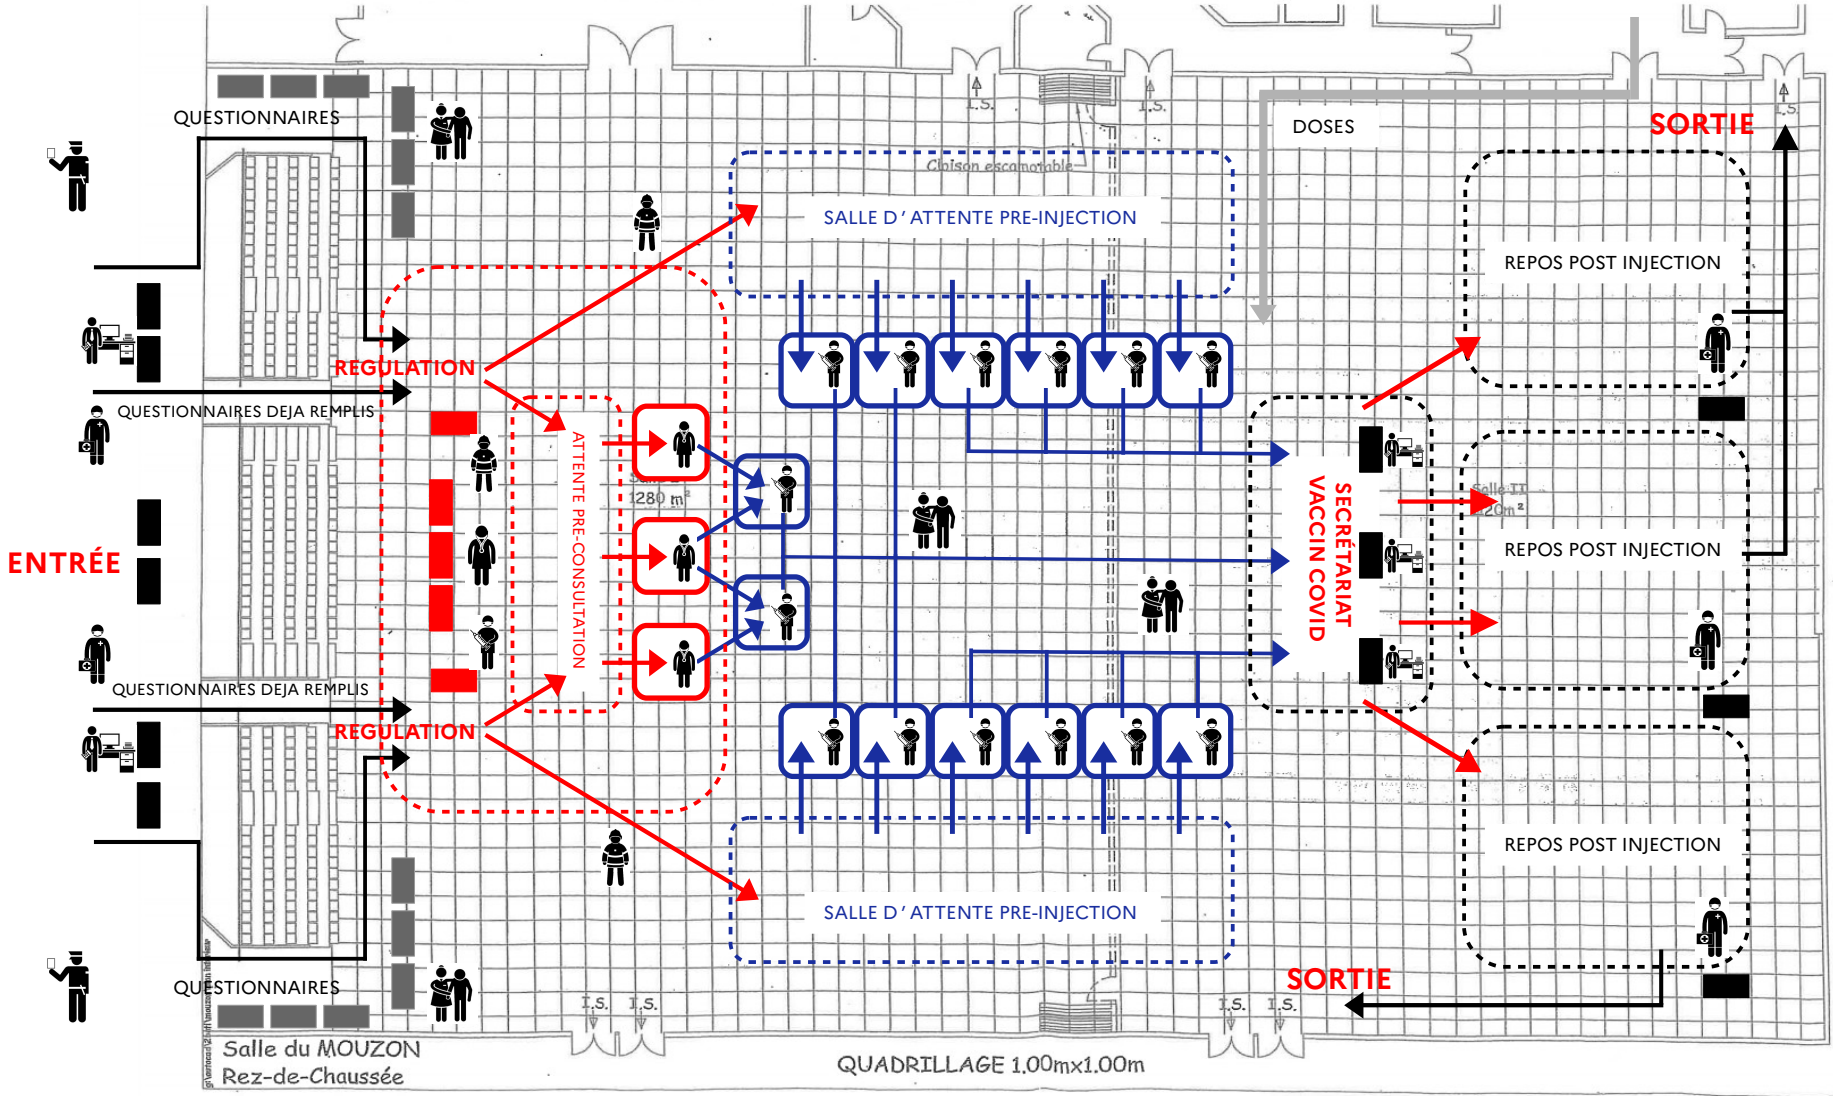 I.S.
I.S.
I.S.
QUESTIONNAIRES
DOSES
SORTIE
Cloison escamotable
SALLE D ' ATTENTE PRE-INJECTION
REPOS POST INJECTION
REGULATION
QUESTIONNAIRES DEJA REMPLIS
ATTENTE PRE-CONSULTATION
1280 m²
SECRÉTARIAT
VACCIN COVID
Salle II
REPOS POST INJECTION
ENTRÉE
QUESTIONNAIRES DEJA REMPLIS
REGULATION
REPOS POST INJECTION
SALLE D ' ATTENTE PRE-INJECTION
SORTIE
QUESTIONNAIRES
I.S.
I.S.
I.S.
I.S.
Salle du MOUZON
Rez-de-Chaussée
QUADRILLAGE 1.00mx1.00m